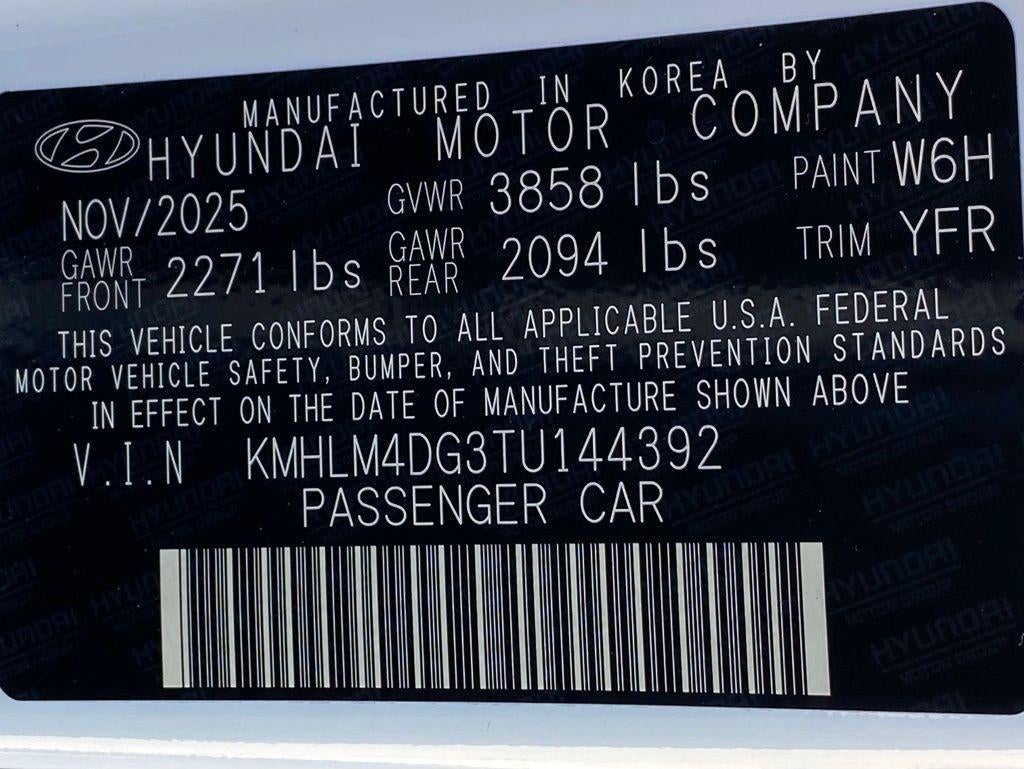 MANUFACTURED IN KOREA BY
HYUNDAI MOTOR COMPANY
NOV/2025 GVWR 3858 lbs PAINT W6H
GAWR FRONT 2271 lbs GAWR REAR 2094 lbs TRIM YFR
THIS VEHICLE CONFORMS TO ALL APPLICABLE U.S.A. FEDERAL
MOTOR VEHICLE SAFETY, BUMPER, AND THEFT PREVENTION STANDARDS
IN EFFECT ON THE DATE OF MANUFACTURE SHOWN ABOVE
V.I.N KMHLM4DG3TU144392
PASSENGER CAR